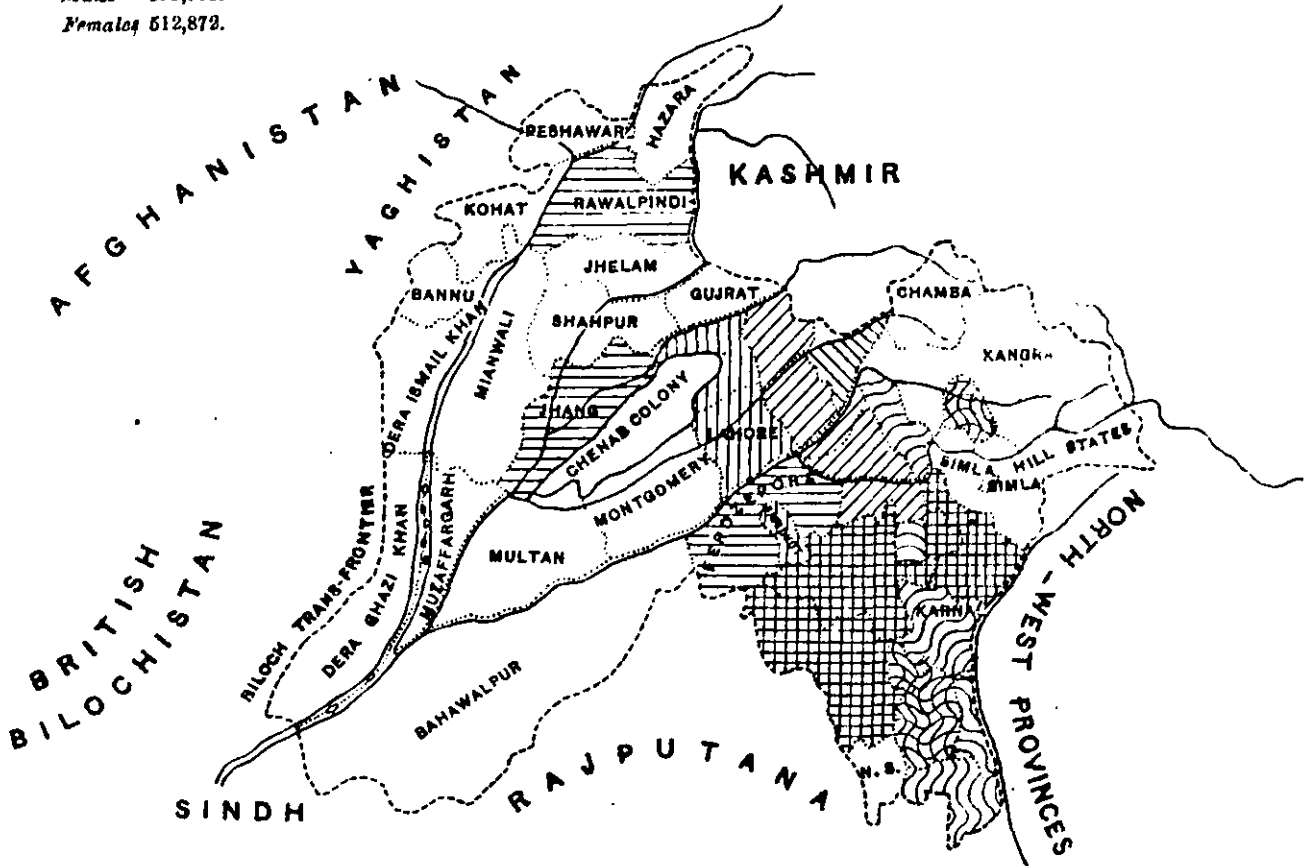 Females 512,872.
AFGHANISTAN
YAGHISTAN
PESHAWAR
HAZARA
KASHMIR
KOHAT
RAWALPINDI
JHELAM
BANNU
GUJRAT
CHAMBA
SHAHPUR
KANGRA
DERA ISMAIL KHAN
MIANWALI
JHANG
CHENAB COLONY
LAHORE
SIMLA HILL STATES
SIMLA
MONTGOMERY
MULTAN
MUZAFFARGARH
DERA GHAZI KHAN
BILOCH TRANS-FRONTIER
BRITISH
BILOCHISTAN
BAHAWALPUR
NORTH-WEST PROVINCES
RAJPUTANA
N. S.
SINDH